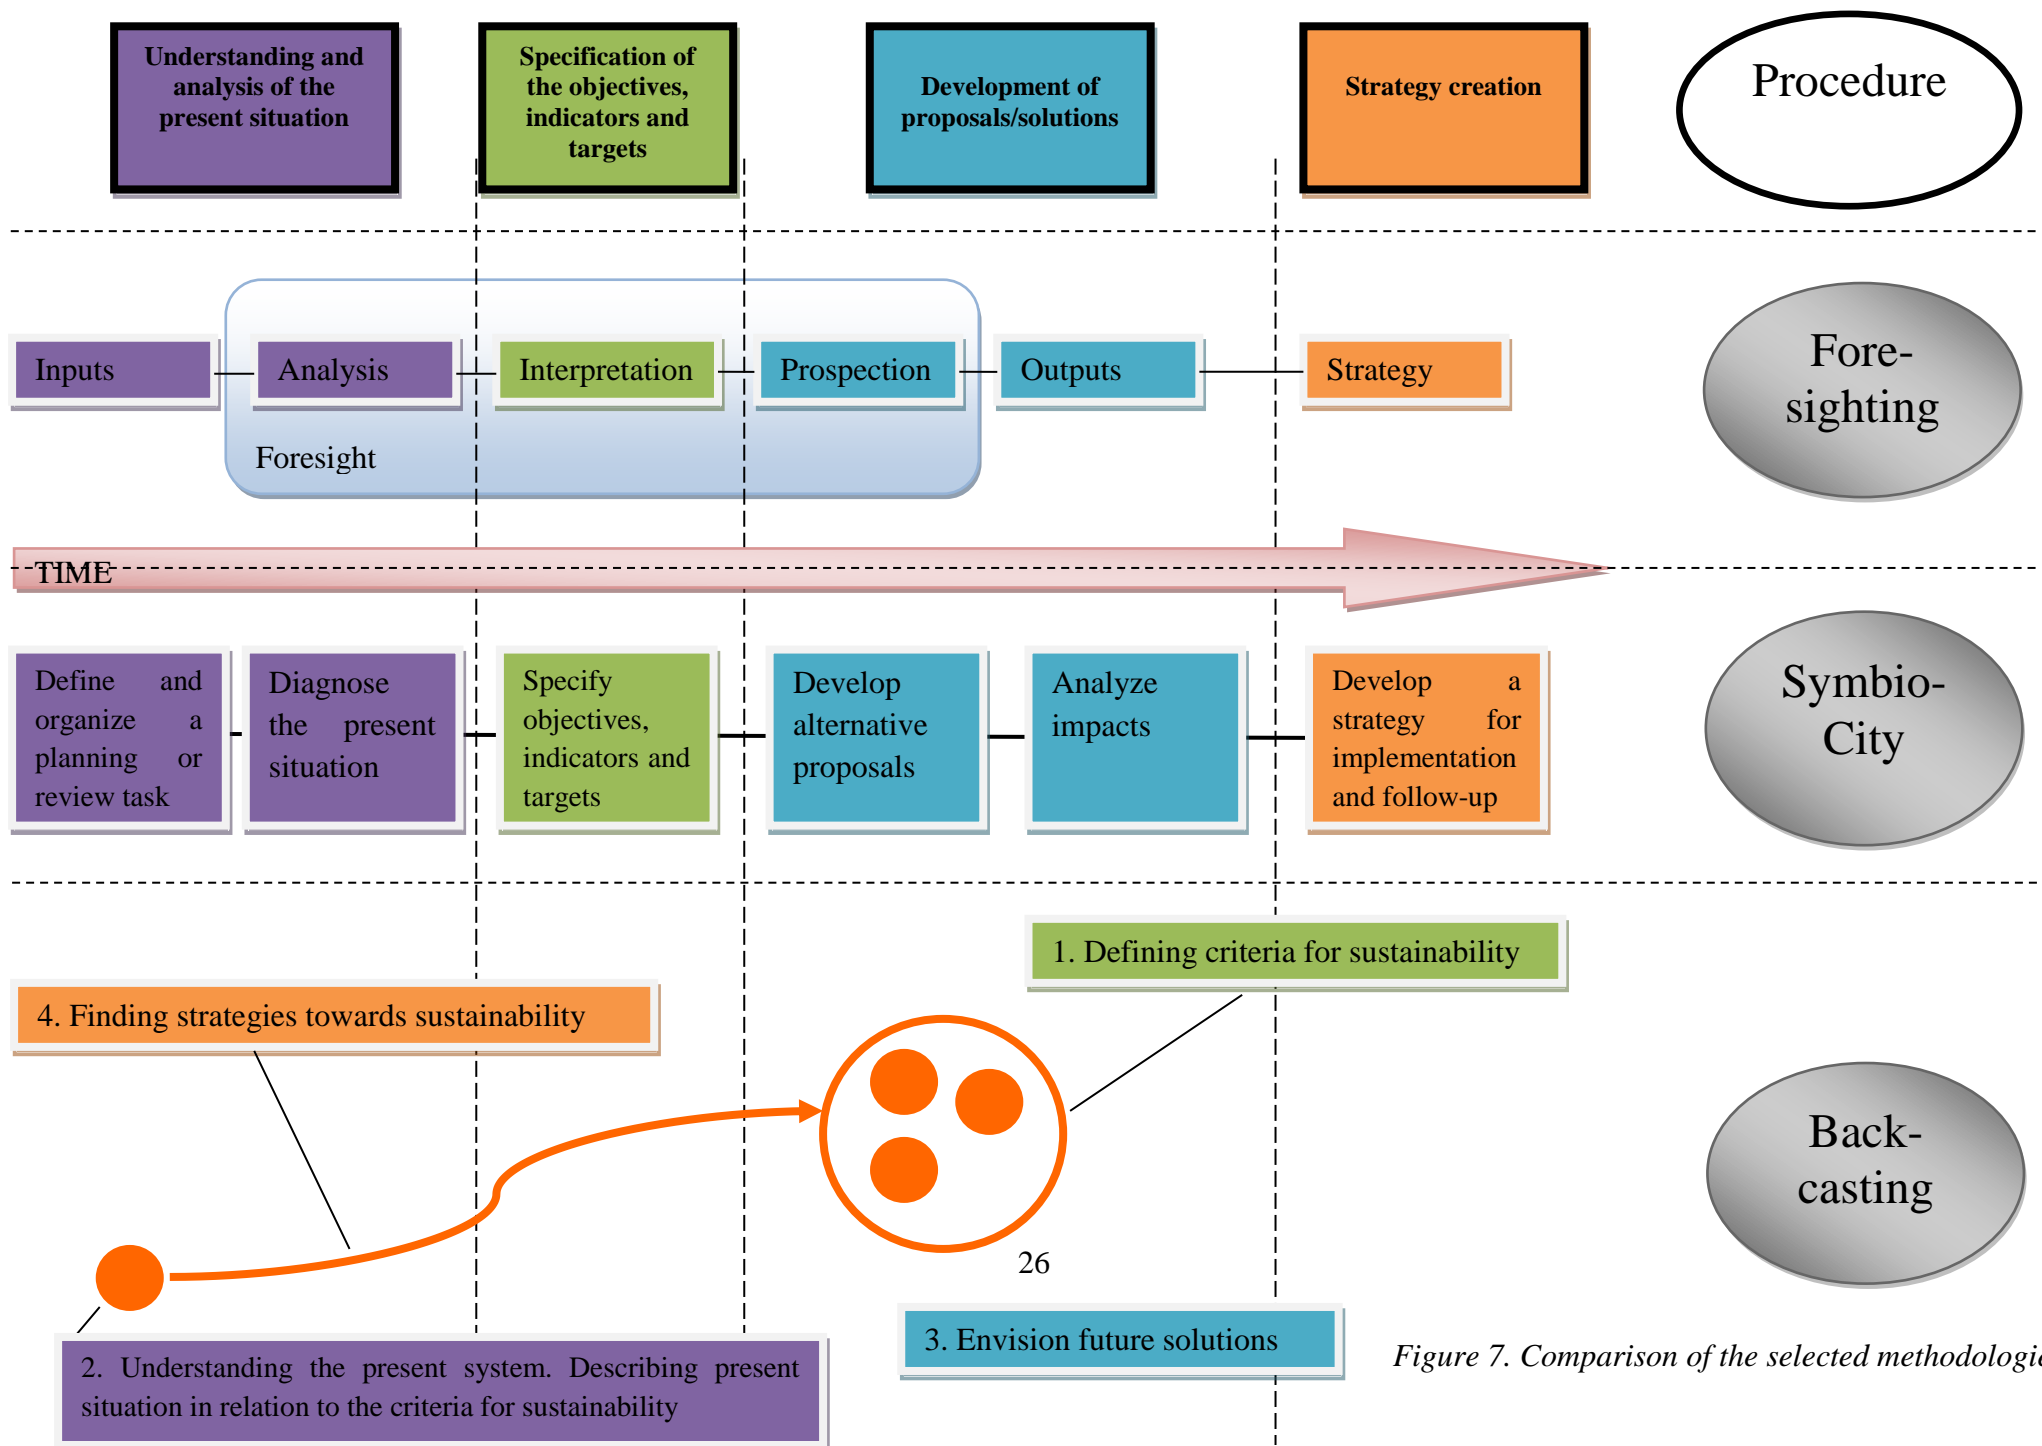 Understanding and
analysis of the
present situation
Specification of
the objectives,
indicators and
targets
Development of
proposals/solutions
Strategy creation
Procedure
Inputs
Analysis
Interpretation
Prospection
Outputs
Strategy
Foresight
Fore-
sighting
TIME
Define and
organize a
planning or
review task
Diagnose
the present
situation
Specify
objectives,
indicators and
targets
Develop
alternative
proposals
Analyze
impacts
Develop a
strategy for
implementation
and follow-up
Symbio-
City
1. Defining criteria for sustainability
4. Finding strategies towards sustainability
Back-
casting
26
3. Envision future solutions
2. Understanding the present system. Describing present
situation in relation to the criteria for sustainability
Figure 7. Comparison of the selected methodologie